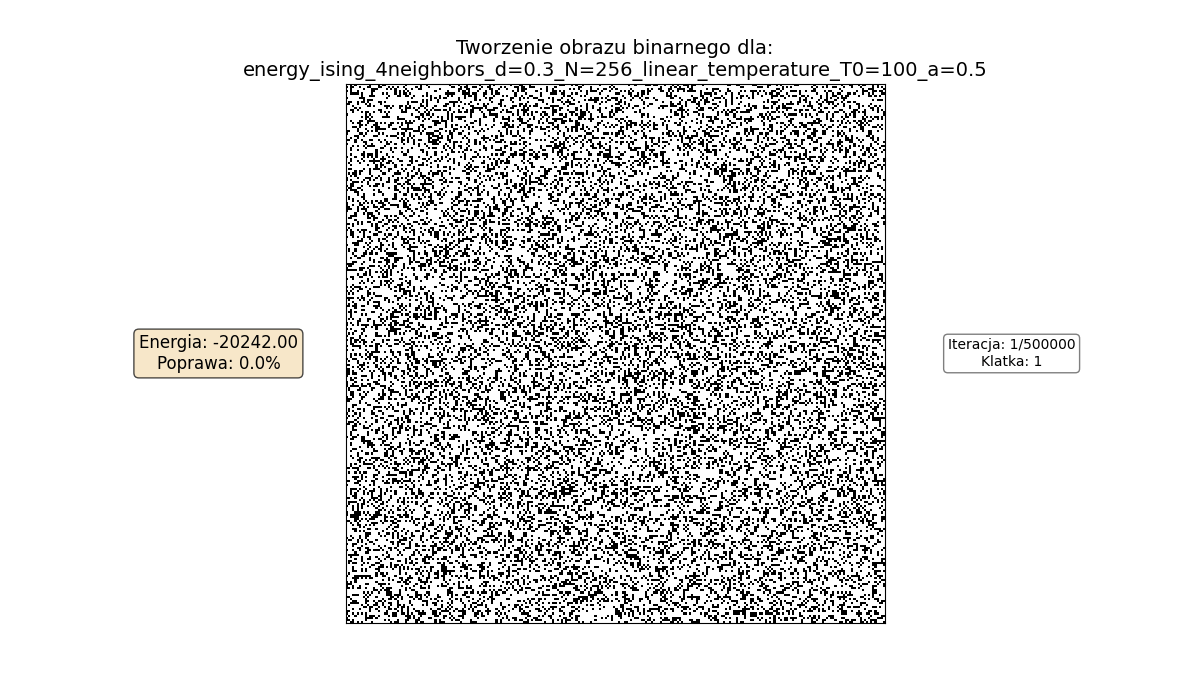 Tworzenie obrazu binarnego dla:
energy_ising_4neighbors_d=0.3_N=256_linear_temperature_T0=100_a=0.5
Energia: -20242.00
Poprawa: 0.0%
Iteracja: 1/500000
Klatka: 1